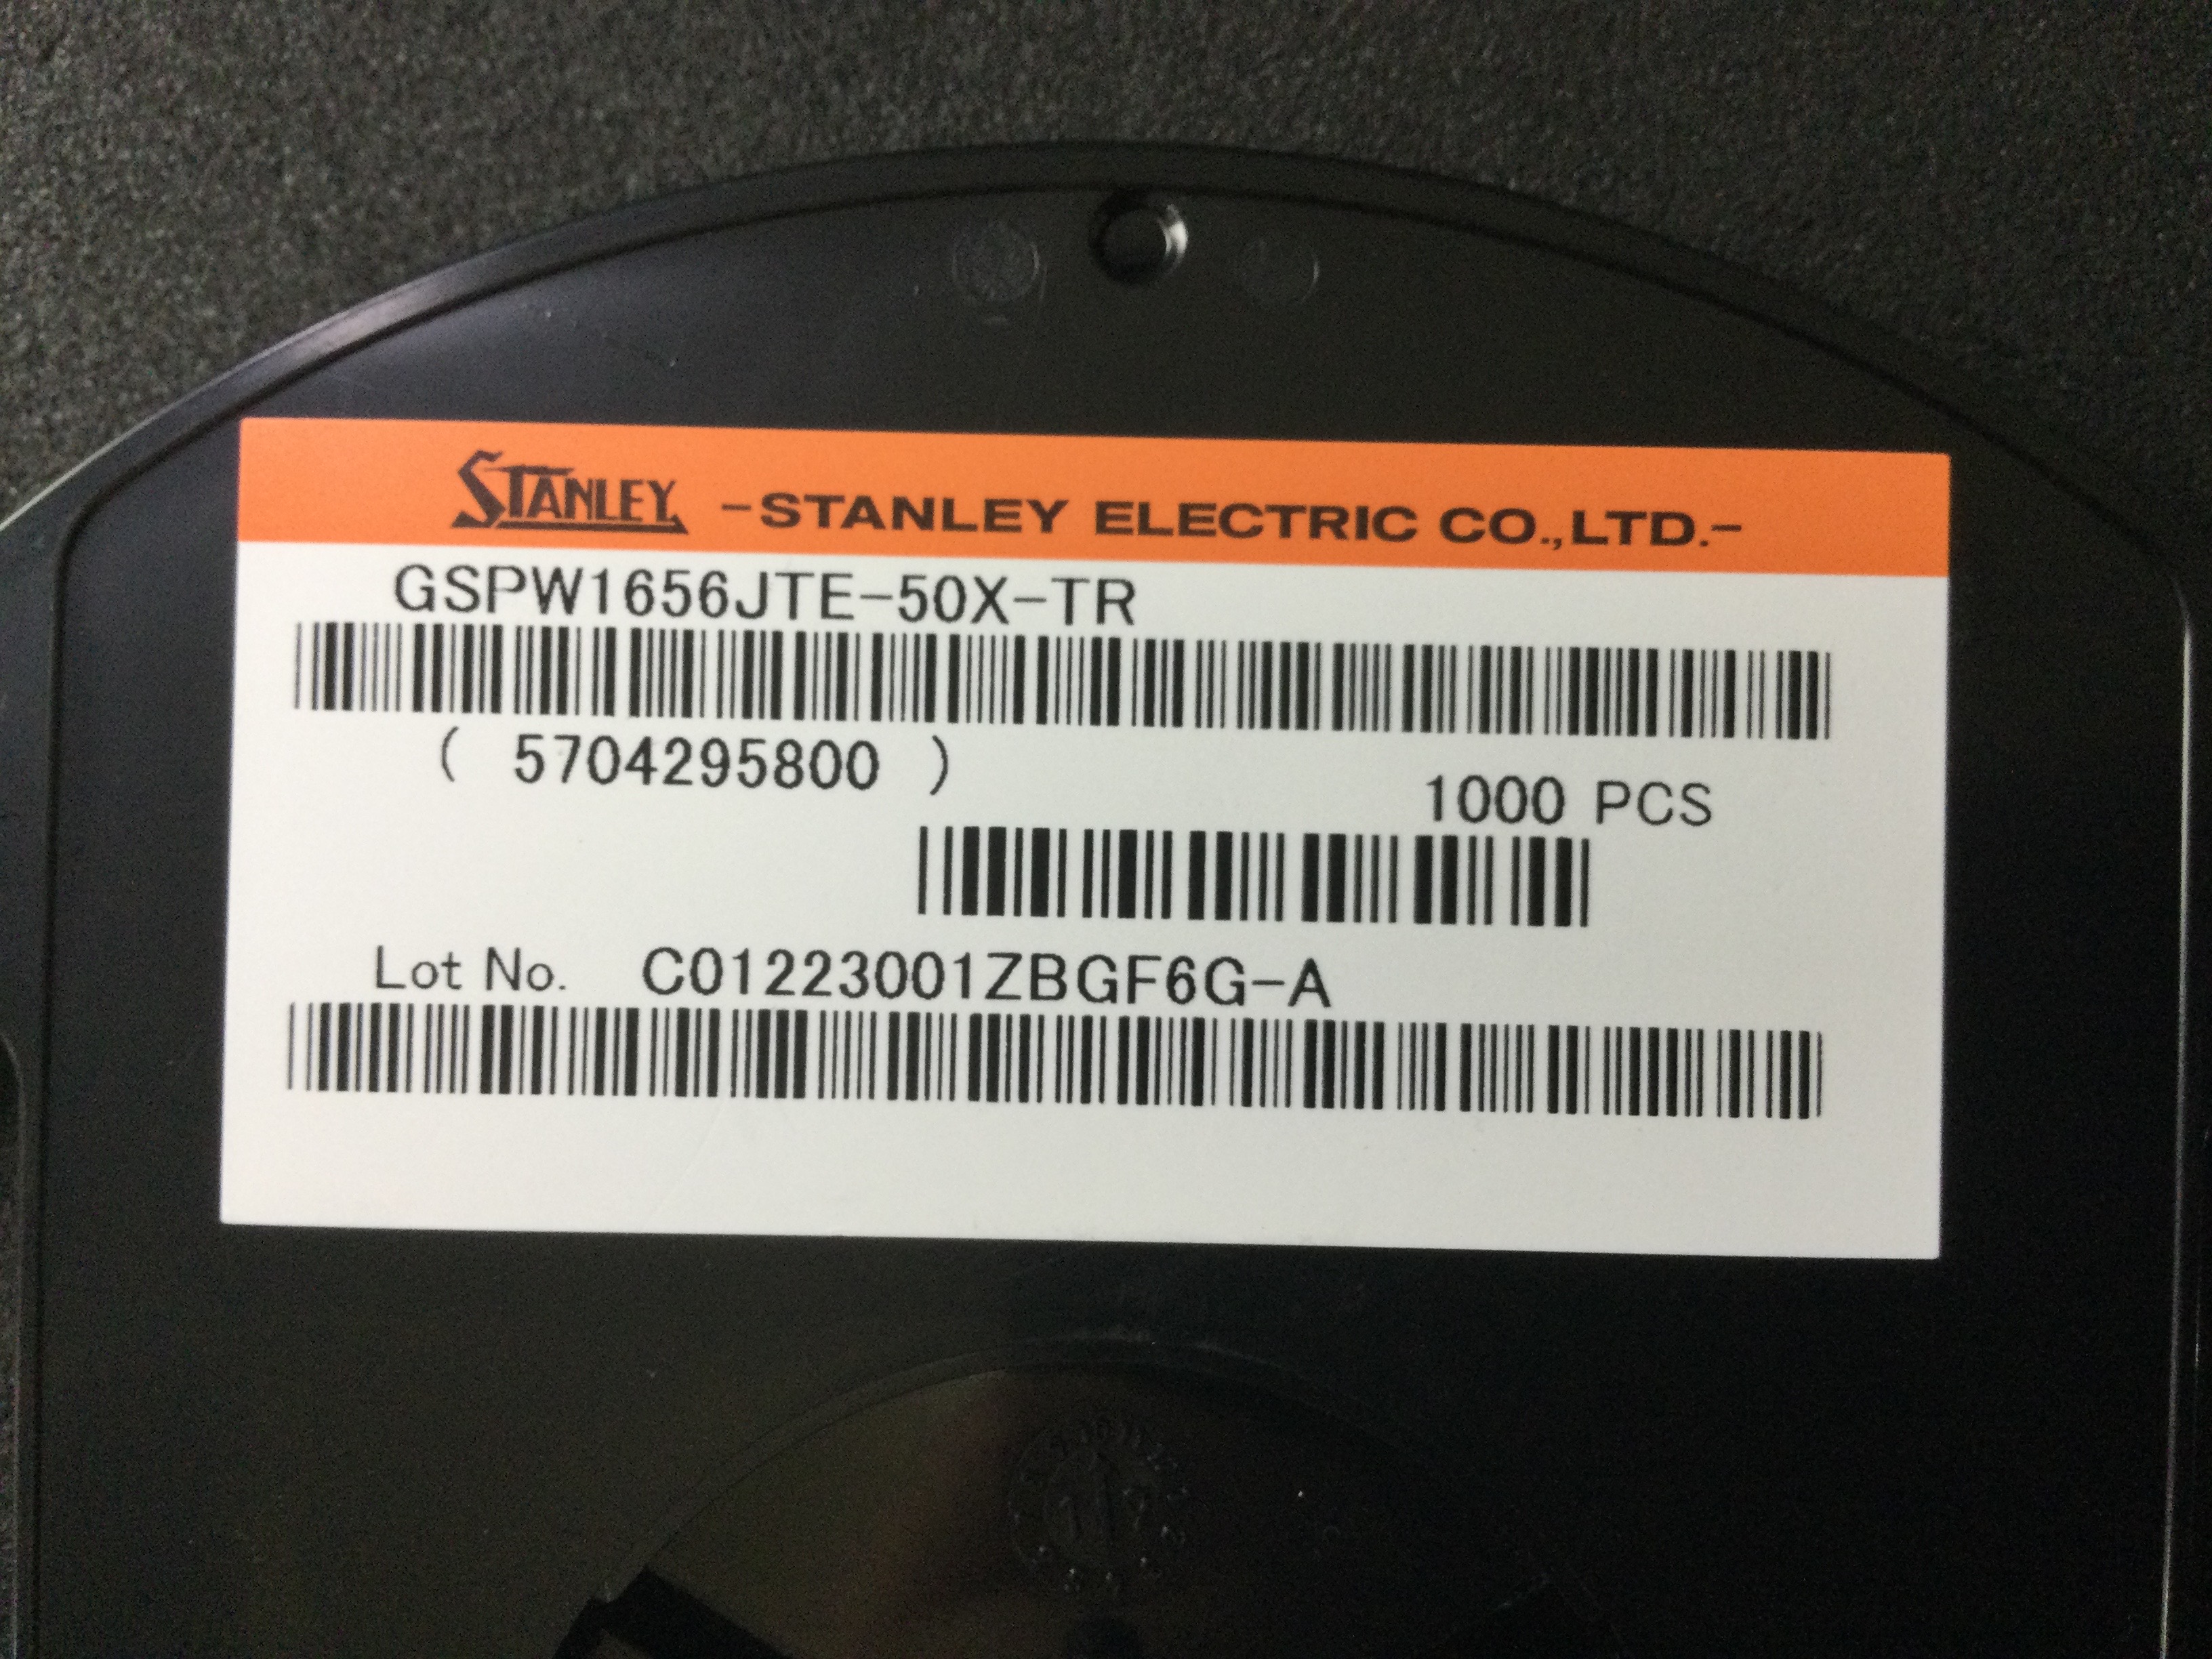 STANLEY -STANLEY ELECTRIC CO.,LTD.-
GSPW1656JTE-50X-TR
( 5704295800 )
1000 PCS
Lot No. C01223001ZBGF6G-A